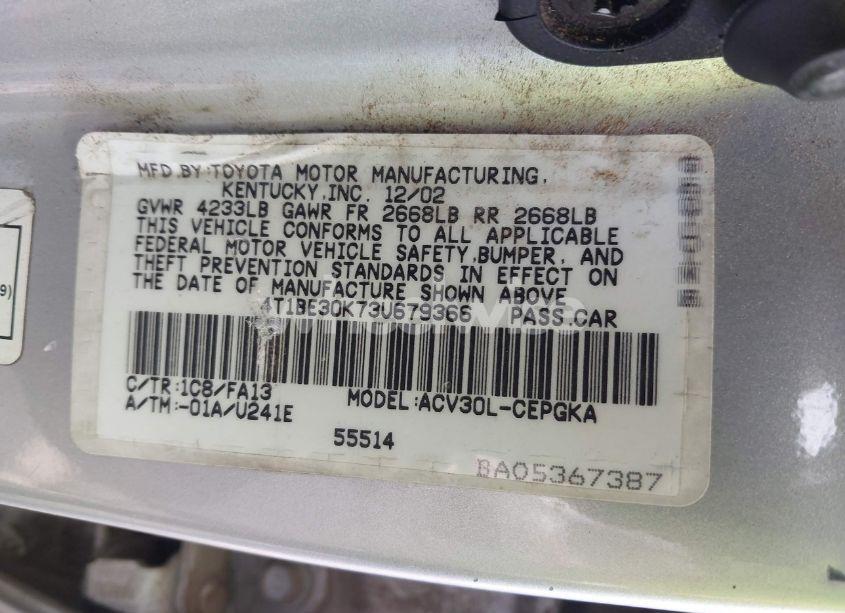 MFD.BY:TOYOTA MOTOR MANUFACTURING,
KENTUCKY,INC. 12/02
GVWR 4233LB GAWR FR 2668LB RR 2668LB
THIS VEHICLE CONFORMS TO ALL APPLICABLE
FEDERAL MOTOR VEHICLE SAFETY,BUMPER, AND
THEFT PREVENTION STANDARDS IN EFFECT ON
THE DATE OF MANUFACTURE SHOWN ABOVE
4T1BE30K73U679366 PASS.CAR
C/TR:1C8/FA13 MODEL:ACV30L-CEPGKA
A/TM:-01A/U241E
55514
BA05367387
9)